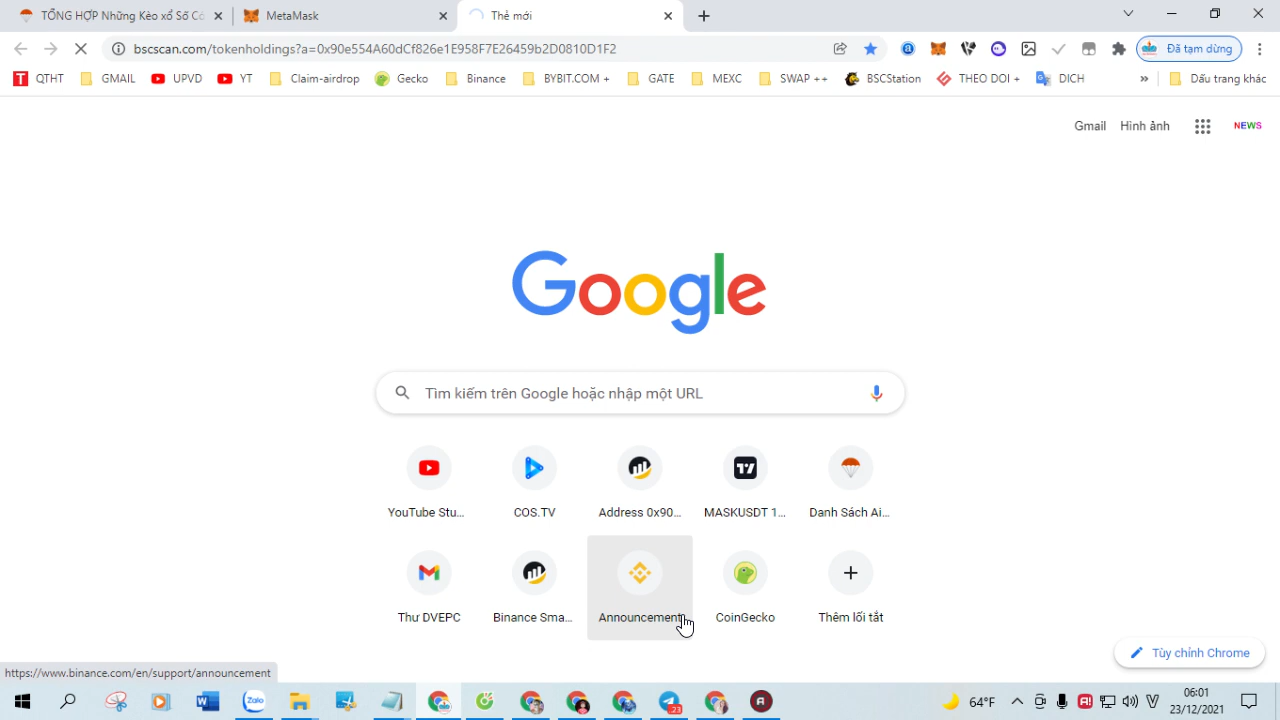 TỔNG HỢP Những Kèo xổ Số Có
MetaMask
Thẻ mới
bscscan.com/tokenholdings?a=0x90e554A60dCf826e1E958F7E26459b2D0810D1F2
Đã tạm dừng
QTHT
GMAIL
UPVD
YT
Claim-airdrop
Gecko
Binance
BYBIT.COM +
GATE
MEXC
SWAP ++
BSCStation
THEO DOI +
DICH
»
Dấu trang khác
Gmail
Hình ảnh
NEWS
Google
Tìm kiếm trên Google hoặc nhập một URL
YouTube Stu...
COS.TV
Address 0x90...
MASKUSDT 1...
Danh Sách Ai...
Thư DVEPC
Binance Sma...
Announcement
CoinGecko
Thêm lối tắt
Tùy chỉnh Chrome
https://www.binance.com/en/support/announcement
Zalo
23
64°F
06:01
23/12/2021